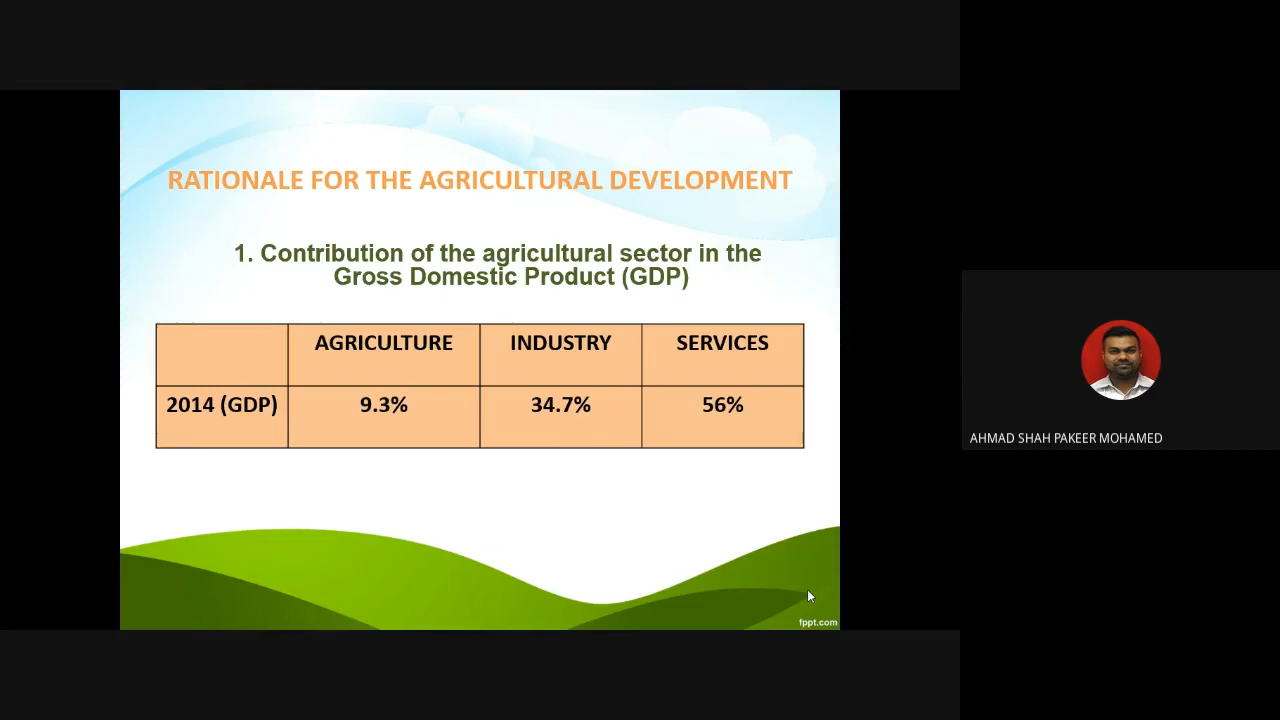 RATIONALE FOR THE AGRICULTURAL DEVELOPMENT
1. Contribution of the agricultural sector in the
Gross Domestic Product (GDP)
AGRICULTURE INDUSTRY SERVICES
2014 (GDP) 9.3% 34.7% 56%
fppt.com
AHMAD SHAH PAKEER MOHAMED